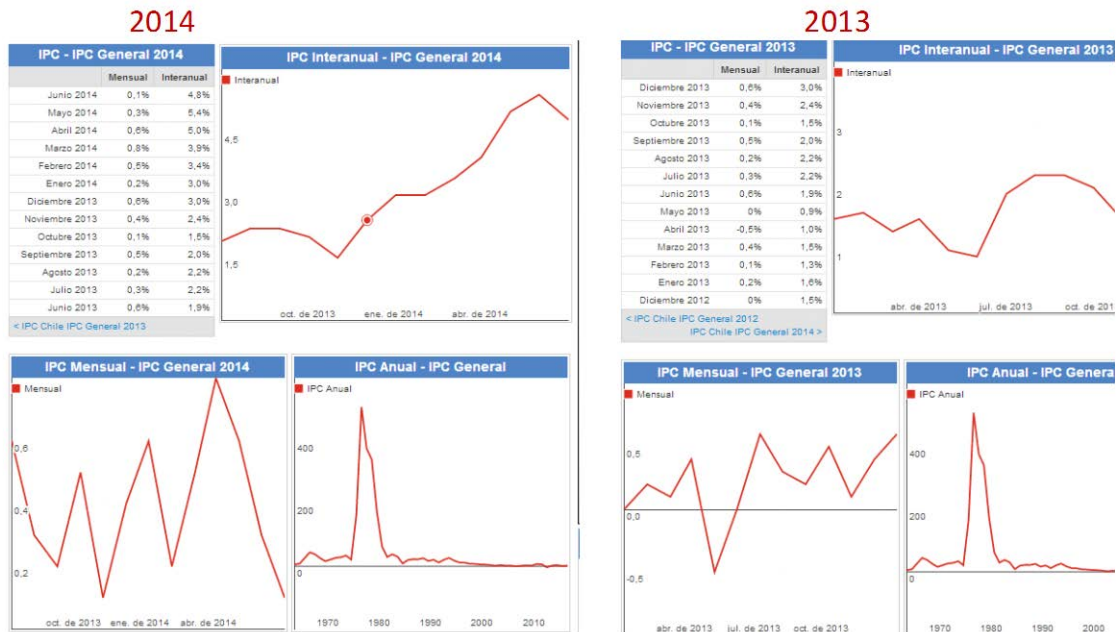 2014
2013
IPC - IPC General 2014
Mensual Interanual
Junio 2014 0,1% 4,8%
Mayo 2014 0,3% 5,4%
Abril 2014 0,6% 5,0%
Marzo 2014 0,8% 3,9%
Febrero 2014 0,5% 3,4%
Enero 2014 0,2% 3,0%
Diciembre 2013 0,6% 3,0%
Noviembre 2013 0,4% 2,4%
Octubre 2013 0,1% 1,5%
Septiembre 2013 0,5% 2,0%
Agosto 2013 0,2% 2,2%
Julio 2013 0,3% 2,2%
Junio 2013 0,6% 1,9%
< IPC Chile IPC General 2013
IPC Interanual - IPC General 2014
Interanual
4,5
3,0
1,5
oct. de 2013 ene. de 2014 abr. de 2014
IPC - IPC General 2013
Mensual Interanual
Diciembre 2013 0,6% 3,0%
Noviembre 2013 0,4% 2,4%
Octubre 2013 0,1% 1,5%
Septiembre 2013 0,5% 2,0%
Agosto 2013 0,2% 2,2%
Julio 2013 0,3% 2,2%
Junio 2013 0,6% 1,9%
Mayo 2013 0% 0,9%
Abril 2013 -0,5% 1,0%
Marzo 2013 0,4% 1,5%
Febrero 2013 0,1% 1,3%
Enero 2013 0,2% 1,6%
Diciembre 2012 0% 1,5%
< IPC Chile IPC General 2012
IPC Chile IPC General 2014 >
IPC Interanual - IPC General 2013
Interanual
3
2
1
abr. de 2013 jul. de 2013 oct. de 201
IPC Mensual - IPC General 2014
Mensual
0,6
0,4
0,2
oct. de 2013 ene. de 2014 abr. de 2014
IPC Anual - IPC General
IPC Anual
400
200
0
1970 1980 1990 2000 2010
IPC Mensual - IPC General 2013
Mensual
0,5
0,0
-0,5
abr. de 2013 jul. de 2013 oct. de 2013
IPC Anual - IPC Genera
IPC Anual
400
200
0
1970 1980 1990 2000